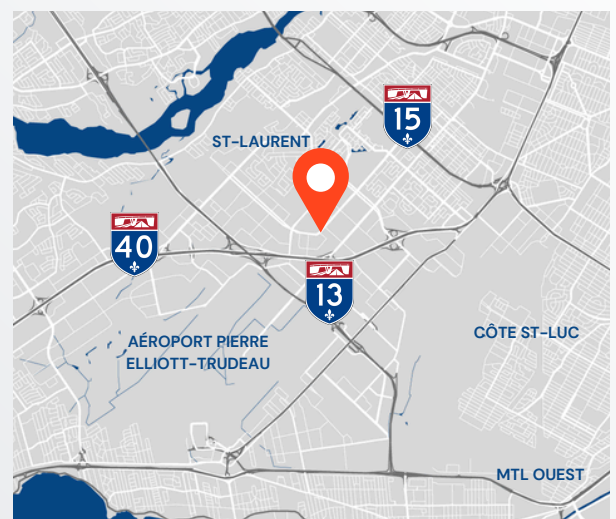 15
ST-LAURENT
40
13
AÉROPORT PIERRE
ELLIOTT-TRUDEAU
CÔTE ST-LUC
MTL OUEST